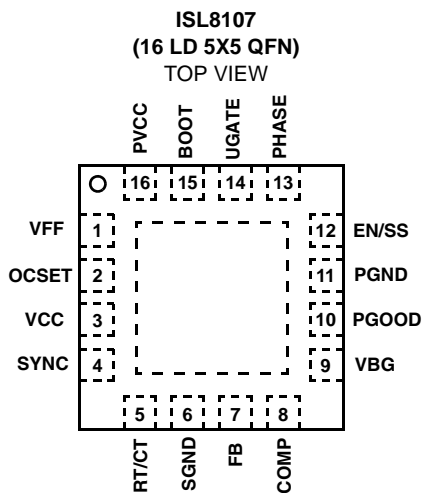 ISL8107
(16 LD 5X5 QFN)
TOP VIEW
PVCC
BOOT
UGATE
PHASE
16
15
14
13
VFF
1
12
EN/SS
OCSET
2
11
PGND
VCC
3
10
PGOOD
SYNC
4
9
VBG
5
6
7
8
RT/CT
SGND
FB
COMP